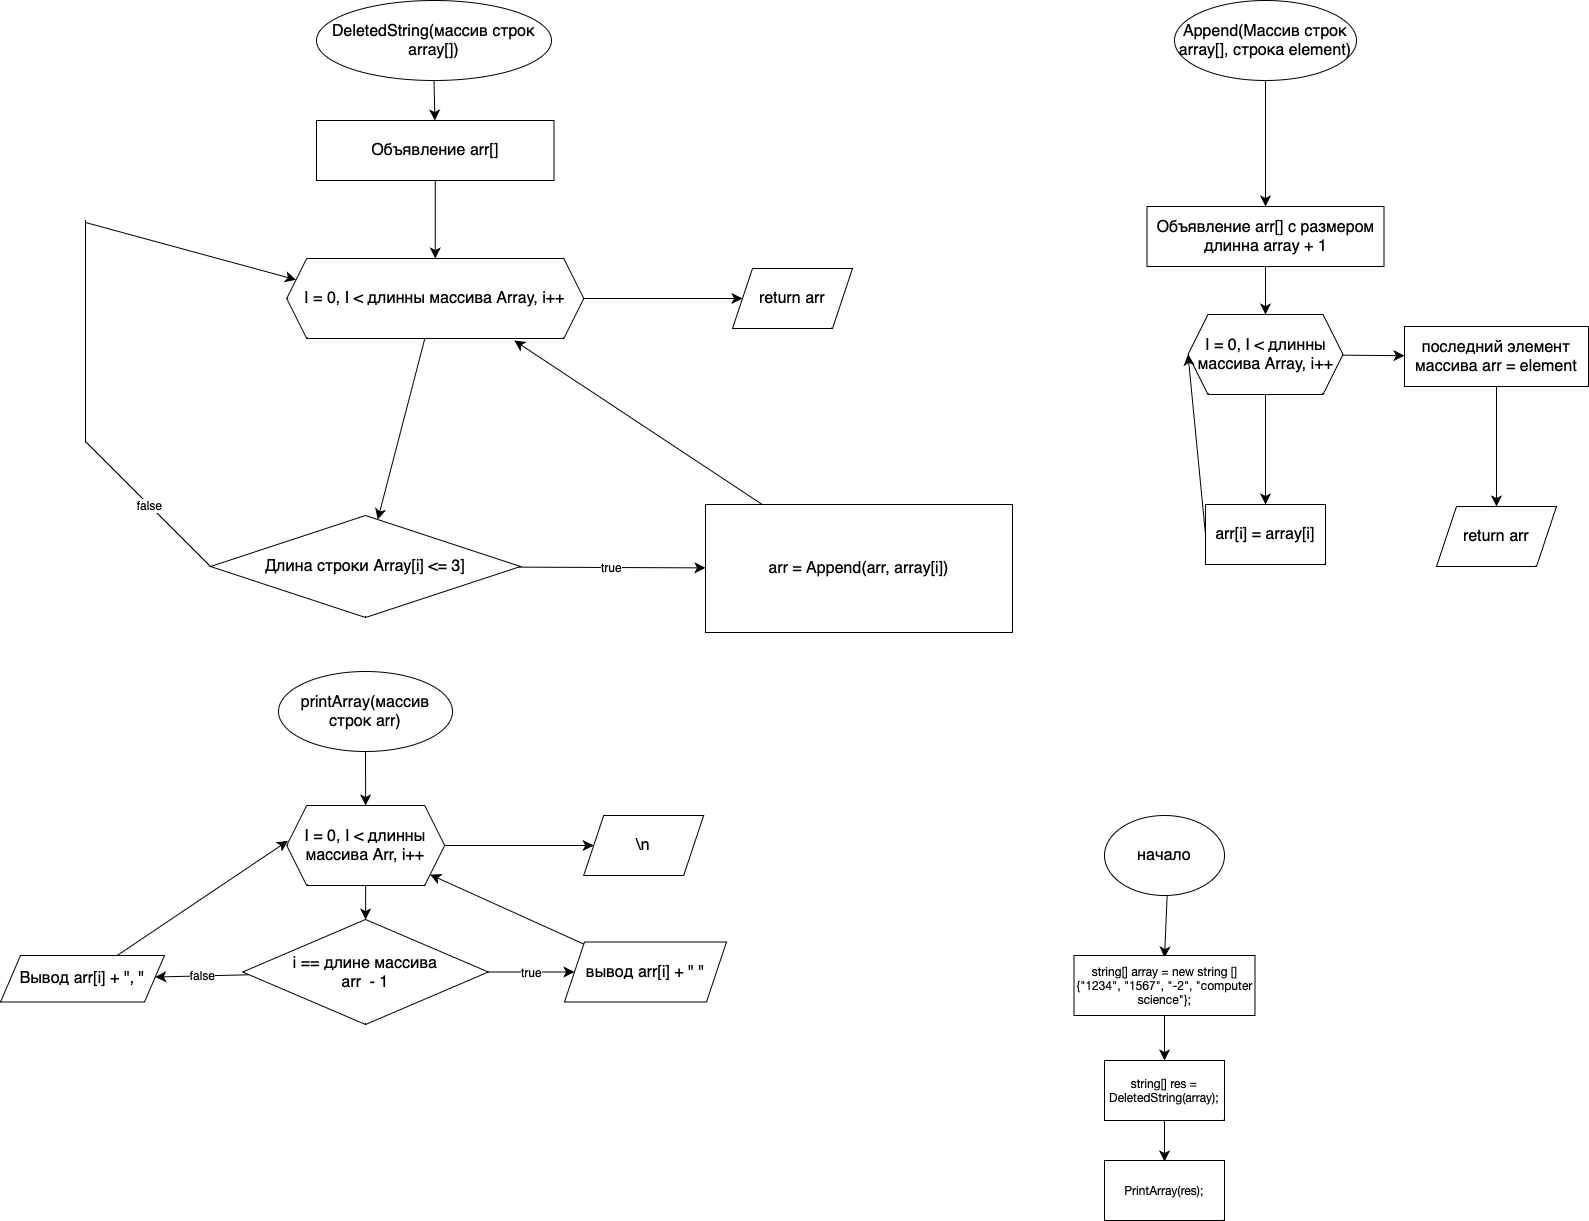 DeletedString(массив строк
array[])
Объявление arr[]
I = 0, I < длинны массива Array, i++
return arr
false
Длина строки Array[i] <= 3]
true
arr = Append(arr, array[i])
Append(Массив строк
array[], строка element)
Объявление arr[] с размером
длинна array + 1
I = 0, I < длинны
массива Array, i++
последний элемент
массива arr = element
arr[i] = array[i]
return arr
printArray(массив
строк arr)
I = 0, I < длинны
массива Arr, i++
\n
i == длине массива
arr - 1
false
Вывод arr[i] + ", "
true
вывод arr[i] + " "
начало
string[] array = new string []
{"1234", "1567", "-2", "computer
science"};
string[] res =
DeletedString(array);
PrintArray(res);